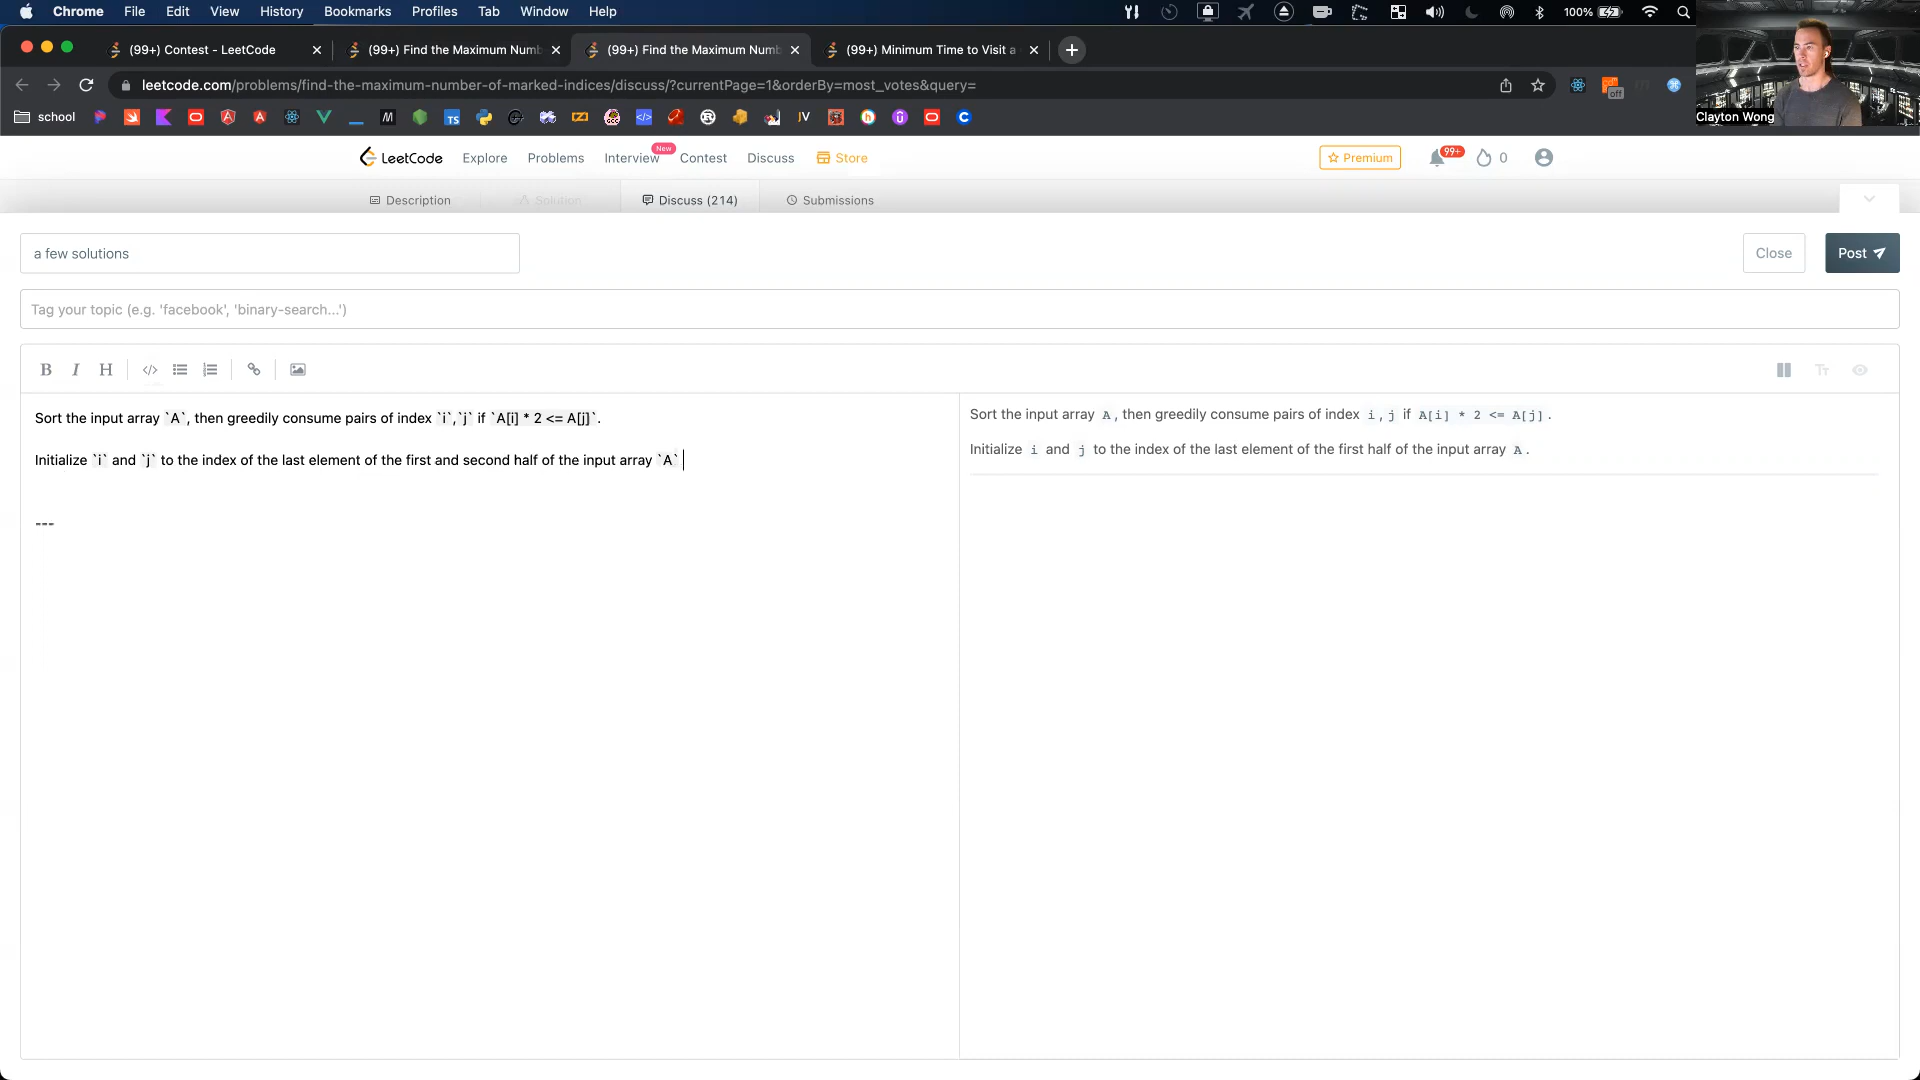 Chrome File Edit View History Bookmarks Profiles Tab Window Help 100%
(99+) Contest - LeetCode (99+) Find the Maximum Numb (99+) Find the Maximum Numb (99+) Minimum Time to Visit a
leetcode.com/problems/find-the-maximum-number-of-marked-indices/discuss/?currentPage=1&orderBy=most_votes&query=
off
school
Clayton Wong
LeetCode Explore Problems Interview New Contest Discuss Store Premium 99+ 0
Description Solution Discuss (214) Submissions
a few solutions
Close Post
Tag your topic (e.g. 'facebook', 'binary-search...')
Sort the input array `A`, then greedily consume pairs of index `i`,`j` if `A[i] * 2 <= A[j]`.
Initialize `i` and `j` to the index of the last element of the first and second half of the input array `A`
---
Sort the input array A, then greedily consume pairs of index i,j if A[i] * 2 <= A[j].
Initialize i and j to the index of the last element of the first half of the input array A.